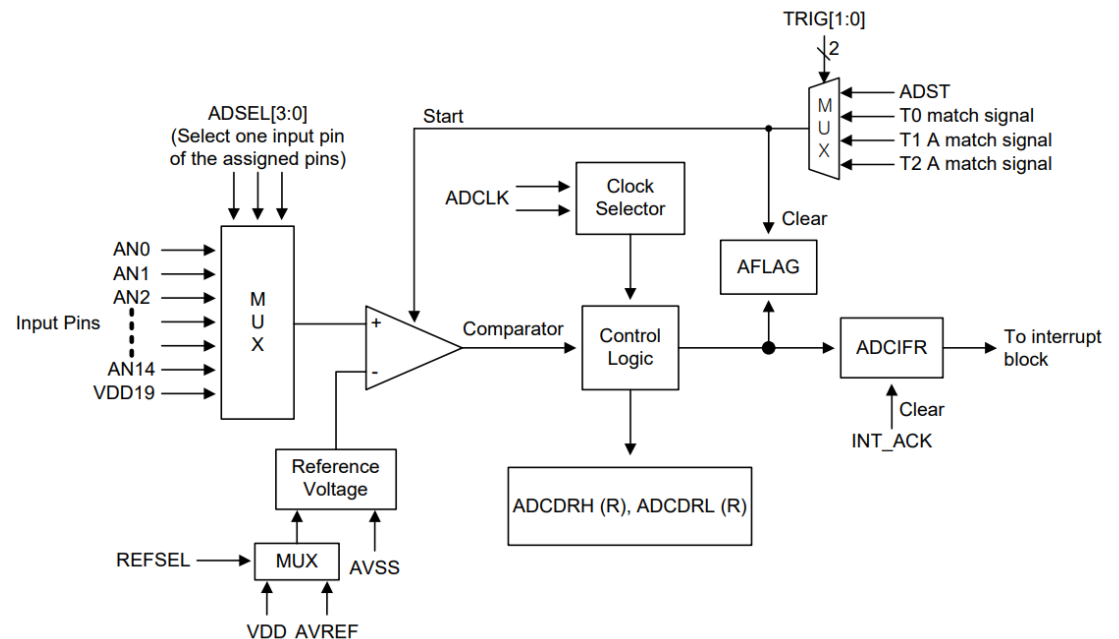 TRIG[1:0]
2
ADSEL[3:0]
(Select one input pin
of the assigned pins)
Start
M
U
X
ADST
T0 match signal
T1 A match signal
T2 A match signal
ADCLK
Clock
Selector
Clear
AFLAG
Input Pins
AN0
AN1
AN2
AN14
VDD19
M
U
X
+
-
Comparator
Control
Logic
ADCIFR
To interrupt
block
Clear
INT_ACK
Reference
Voltage
ADCDRH (R), ADCDRL (R)
REFSEL
MUX
AVSS
VDD AVREF